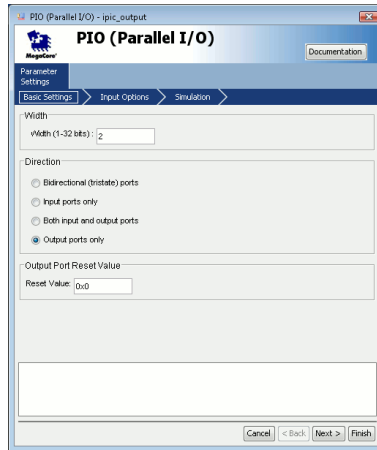 PIO (Parallel I/O) - ipic_output
MegaCore'
PIO (Parallel I/O)
Documentation
Parameter
Settings
Basic Settings
Input Options
Simulation
Width
Width (1-32 bits) : 2
Direction
Bidirectional (tristate) ports
Input ports only
Both input and output ports
Output ports only
Output Port Reset Value
Reset Value: 0x0
Cancel
< Back
Next >
Finish